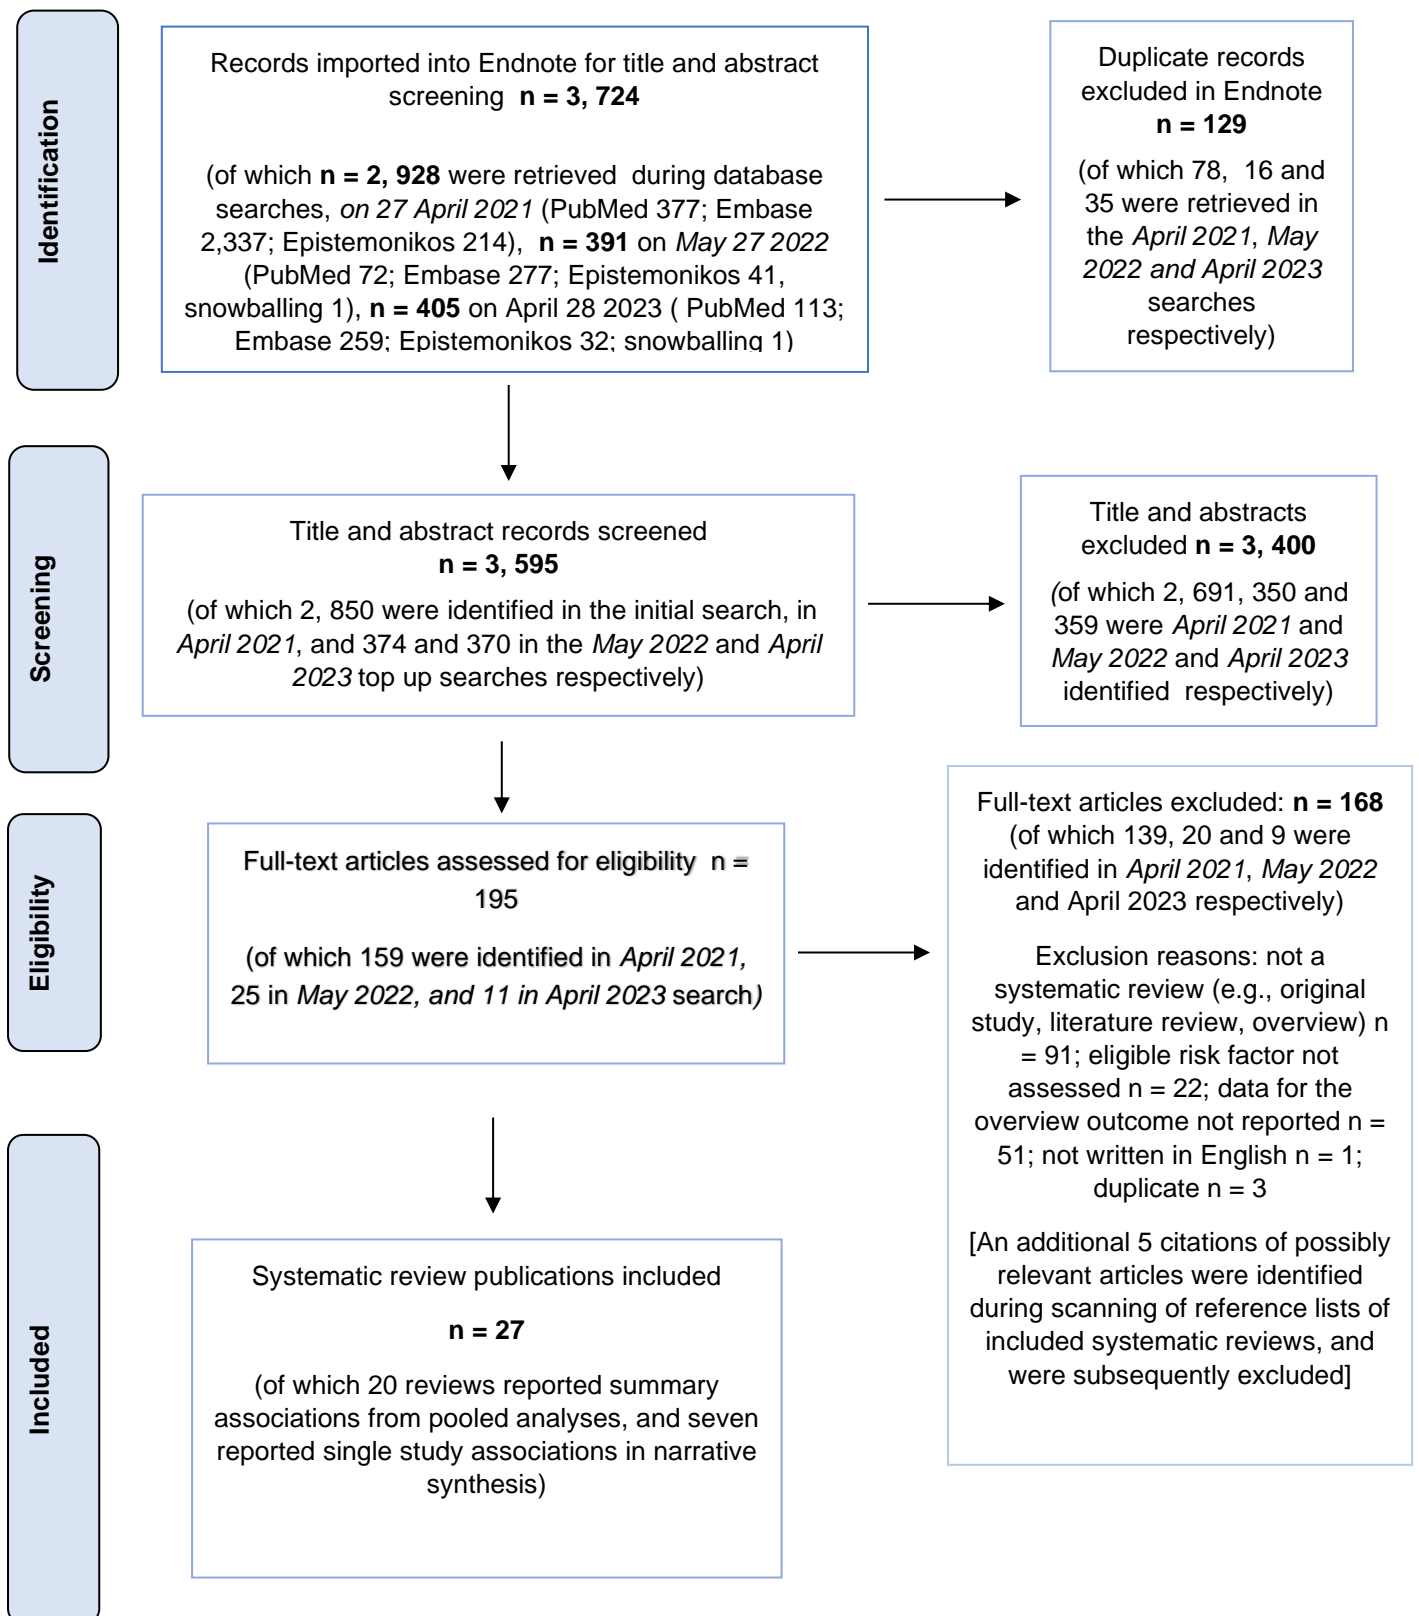 Identification
Records imported into Endnote for title and abstract
screening n = 3, 724
(of which n = 2, 928 were retrieved during database
searches, on 27 April 2021 (PubMed 377; Embase
2,337; Epistemonikos 214), n = 391 on May 27 2022
(PubMed 72; Embase 277; Epistemonikos 41,
snowballing 1), n = 405 on April 28 2023 ( PubMed 113;
Embase 259; Epistemonikos 32; snowballing 1)
Duplicate records
excluded in Endnote
n = 129
(of which 78, 16 and
35 were retrieved in
the April 2021, May
2022 and April 2023
searches
respectively)
Screening
Title and abstract records screened
n = 3, 595
(of which 2, 850 were identified in the initial search, in
April 2021, and 374 and 370 in the May 2022 and April
2023 top up searches respectively)
Title and abstracts
excluded n = 3, 400
(of which 2, 691, 350 and
359 were April 2021 and
May 2022 and April 2023
identified respectively)
Eligibility
Full-text articles assessed for eligibility n =
195
(of which 159 were identified in April 2021,
25 in May 2022, and 11 in April 2023 search)
Full-text articles excluded: n = 168
(of which 139, 20 and 9 were
identified in April 2021, May 2022
and April 2023 respectively)
Exclusion reasons: not a
systematic review (e.g., original
study, literature review, overview) n
= 91; eligible risk factor not
assessed n = 22; data for the
overview outcome not reported n =
51; not written in English n = 1;
duplicate n = 3
[An additional 5 citations of possibly
relevant articles were identified
during scanning of reference lists of
included systematic reviews, and
were subsequently excluded]
Included
Systematic review publications included
n = 27
(of which 20 reviews reported summary
associations from pooled analyses, and seven
reported single study associations in narrative
synthesis)